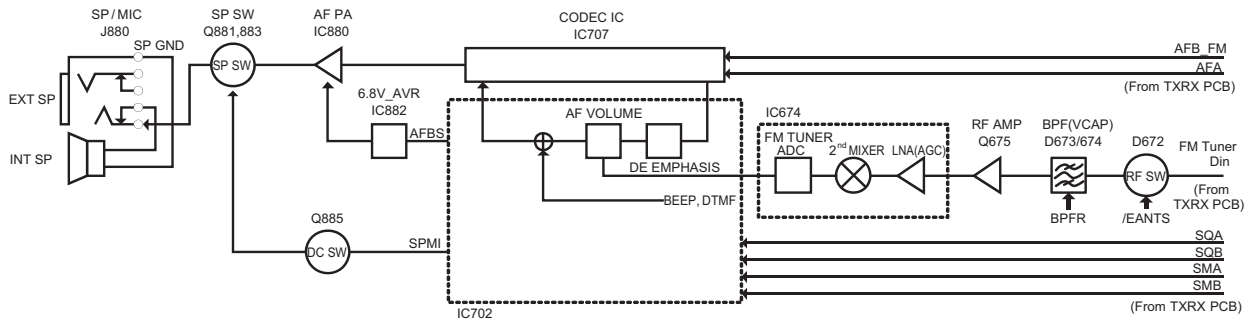 SP/MIC
J880
SP GND
EXT SP
INT SP
SP SW
Q881,883
SP SW
AF PA
IC880
6.8V_AVR
IC882
AFBS
Q885
DC SW
SPMI
CODEC IC
IC707
AF VOLUME
DE EMPHASIS
BEEP, DTMF
IC702
IC674
FM TUNER
ADC
2nd MIXER
LNA(AGC)
RF AMP
Q675
BPF(VCAP)
D673/674
BPFR
D672
RF SW
/EANTS
FM Tuner
Din
(From
TXRX PCB)
AFB_FM
AFA
(From TXRX PCB)
SQA
SQB
SMA
SMB
(From TXRX PCB)